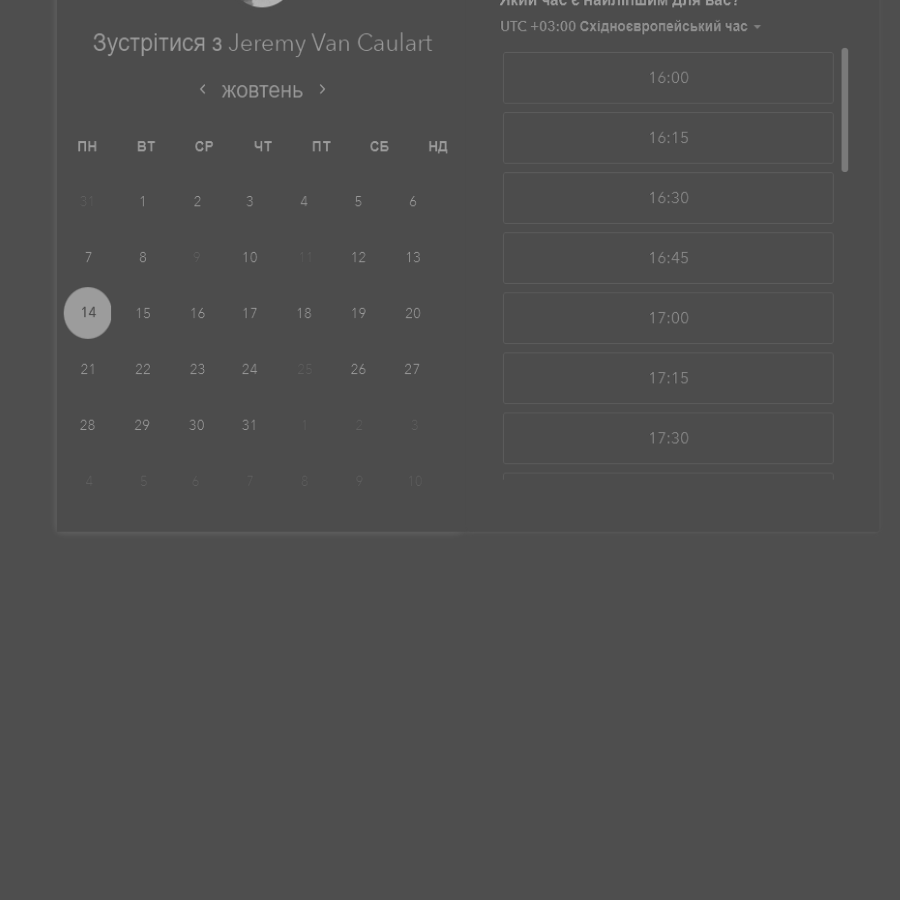 Зустрітися з Jeremy Van Caulart
жовтень
ПН ВТ СР ЧТ ПТ СБ НД
31 1 2 3 4 5 6
7 8 9 10 11 12 13
14 15 16 17 18 19 20
21 22 23 24 25 26 27
28 29 30 31 1 2 3
4 5 6 7 8 9 10
Який час є найліпшим для вас?
UTC +03:00 Східноєвропейський час
16:00
16:15
16:30
16:45
17:00
17:15
17:30